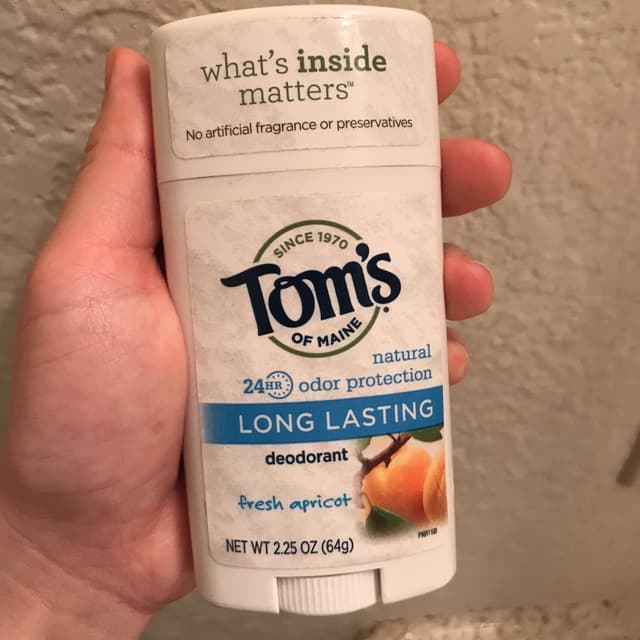 what's inside
matters™
No artificial fragrance or preservatives
SINCE 1970
Tom's
OF MAINE®
natural
24HR odor protection
LONG LASTING
deodorant
fresh apricot
NET WT 2.25 OZ (64g)